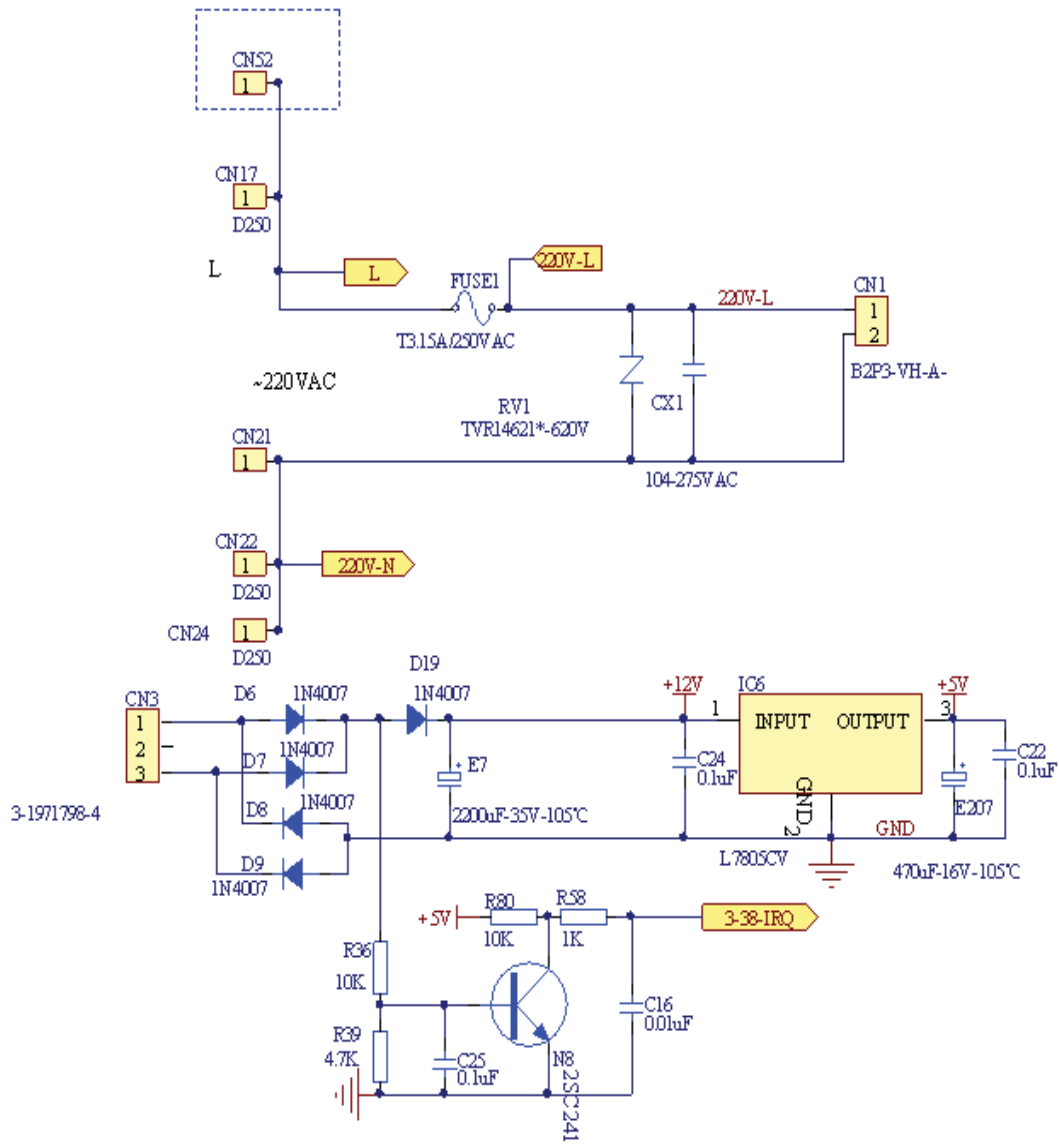 CN52
1
CN17
1
D250
L
L
FUSE1
220V-L
T3.15A/250VAC
220V-L
CN1
1
2
B2P3-VH-A-
~220VAC
RV1
TVR14621*-620V
CX1
104-275VAC
CN21
1
CN22
1
D250
220V-N
CN24
1
D250
CN3
1
2
3
3-1971798-4
D6
1N4007
D7
1N4007
D8
1N4007
D9
1N4007
D19
1N4007
E7
2200uF-35V-105℃
+12V
C24
0.1uF
IC6
1
INPUT
OUTPUT
3
GND
2
L7805CV
+5V
C22
0.1uF
E207
GND
470uF-16V-105℃
+5V
R80
10K
R58
1K
3-38-IRQ
R36
10K
R39
4.7K
C25
0.1uF
N8
2SC241
C16
0.01uF